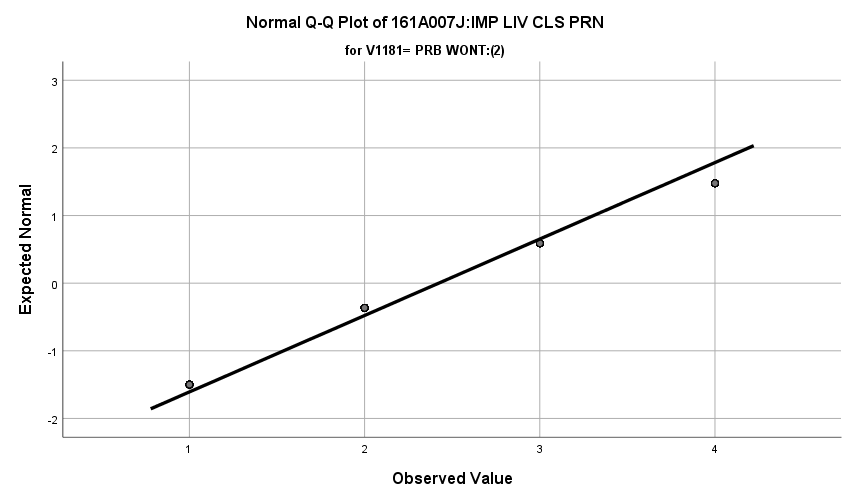 Normal Q-Q Plot of 161A007J:IMP LIV CLS PRN
for V1181= PRB WONT:(2)
3
2
1
0
-1
-2
Expected Normal
1 2 3 4
Observed Value